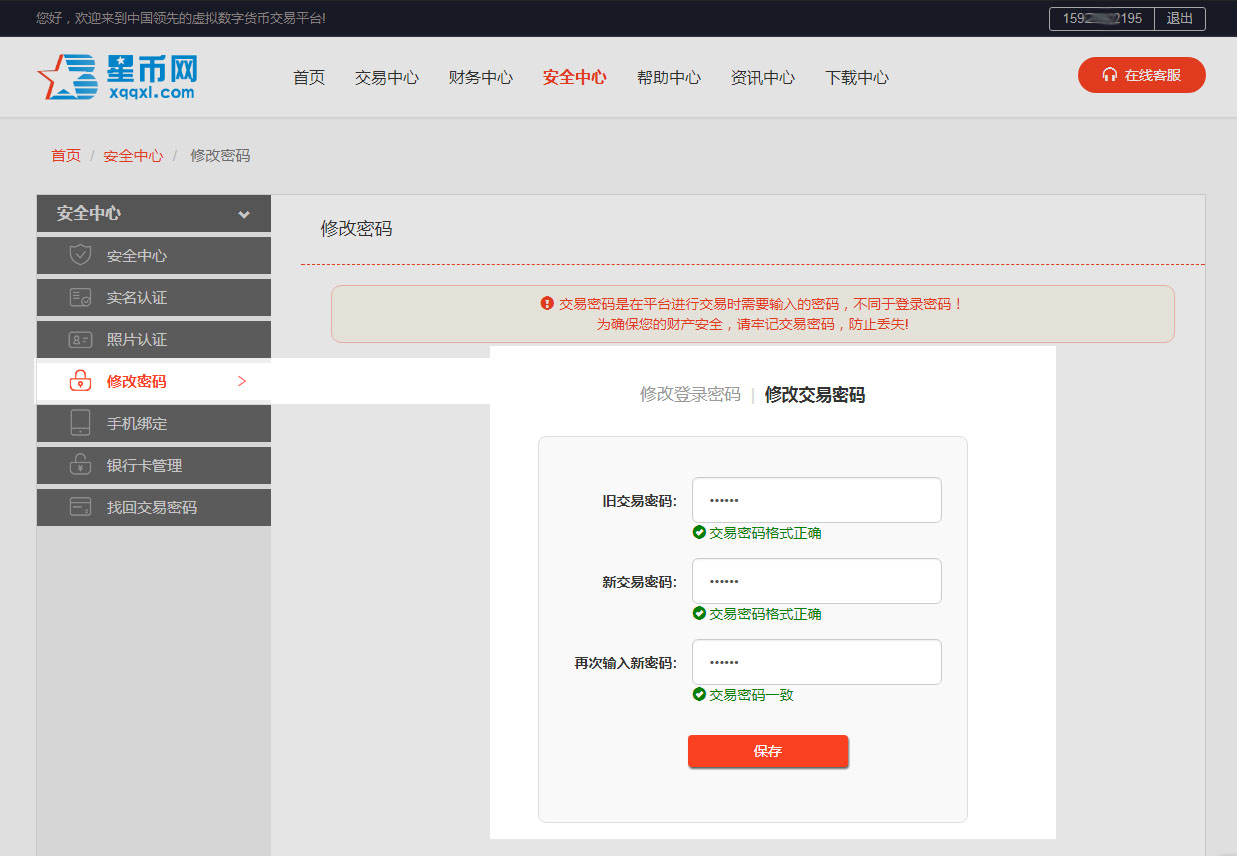 您好，欢迎来到中国领先的虚拟数字货币交易平台!
159 2195 退出
星币网
xqqxl.com
首页 交易中心 财务中心 安全中心 帮助中心 资讯中心 下载中心
在线客服
首页 / 安全中心 / 修改密码
安全中心
安全中心
实名认证
照片认证
修改密码
手机绑定
银行卡管理
找回交易密码
修改密码
交易密码是在平台进行交易时需要输入的密码，不同于登录密码！
为确保您的财产安全，请牢记交易密码，防止丢失!
修改登录密码 | 修改交易密码
旧交易密码: ••••••
交易密码格式正确
新交易密码: ••••••
交易密码格式正确
再次输入新密码: ••••••
交易密码一致
保存